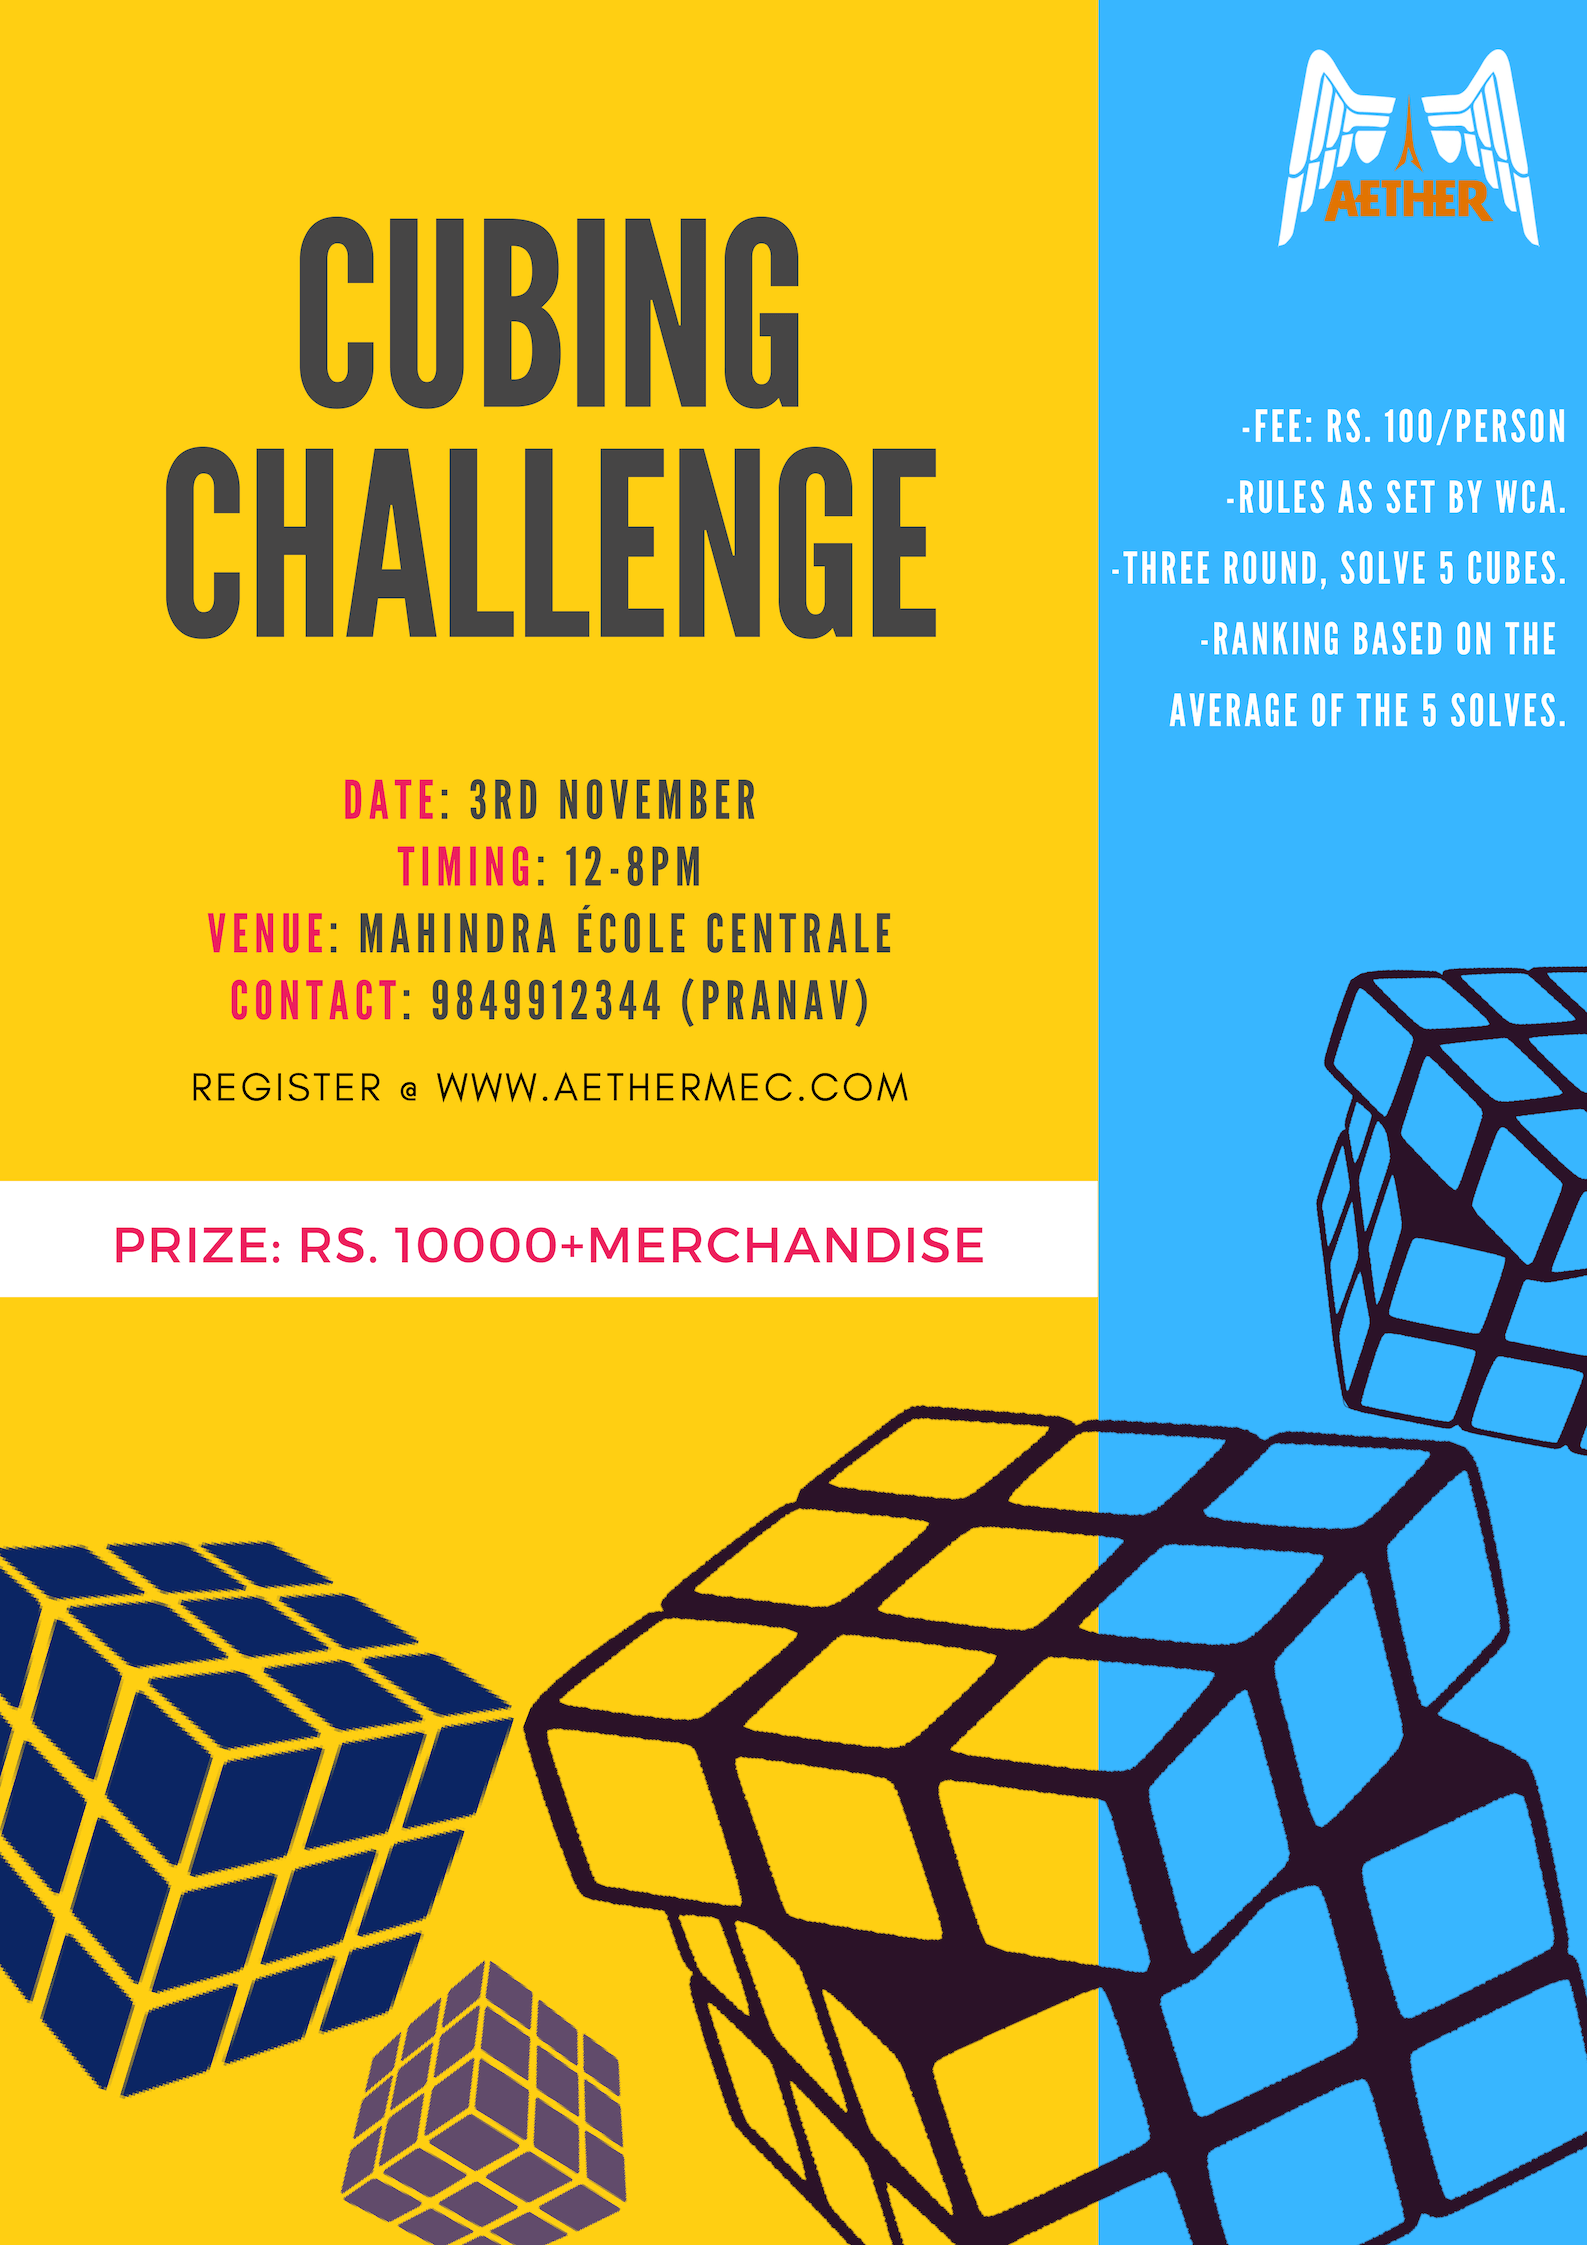 AETHER
CUBING
CHALLENGE
-FEE: RS. 100/PERSON
-RULES AS SET BY WCA.
-THREE ROUND, SOLVE 5 CUBES.
-RANKING BASED ON THE
AVERAGE OF THE 5 SOLVES.
DATE: 3RD NOVEMBER
TIMING: 12-8PM
VENUE: MAHINDRA ÉCOLE CENTRALE
CONTACT: 9849912344 (PRANAV)
REGISTER @ WWW.AETHERMEC.COM
PRIZE: RS. 10000+MERCHANDISE